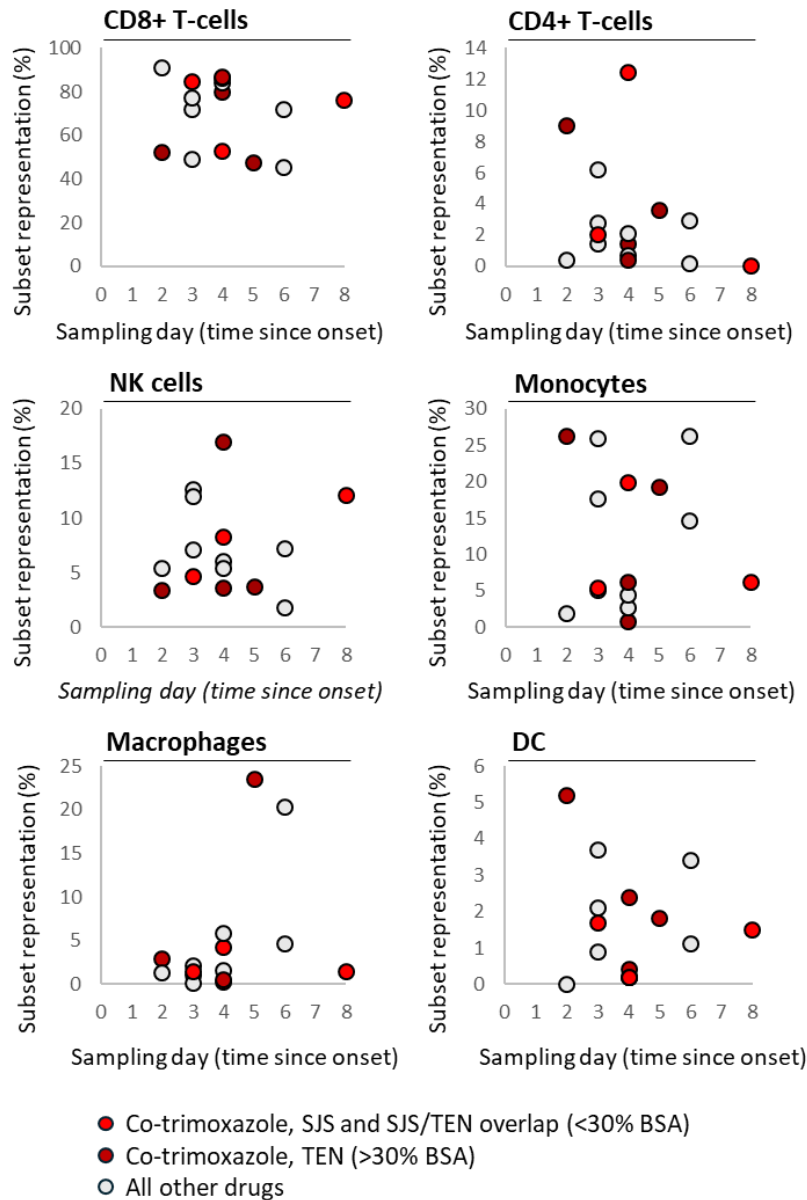 CD8+ T-cells
Subset representation (%)
100
80
60
40
20
0
0 1 2 3 4 5 6 7 8
Sampling day (time since onset)
CD4+ T-cells
Subset representation (%)
14
12
10
8
6
4
2
0
0 1 2 3 4 5 6 7 8
Sampling day (time since onset)
NK cells
Subset representation (%)
20
15
10
5
0
0 1 2 3 4 5 6 7 8
Sampling day (time since onset)
Monocytes
Subset representation (%)
30
25
20
15
10
5
0
0 1 2 3 4 5 6 7 8
Sampling day (time since onset)
Macrophages
Subset representation (%)
25
20
15
10
5
0
0 1 2 3 4 5 6 7 8
Sampling day (time since onset)
DC
Subset representation (%)
6
5
4
3
2
1
0
0 1 2 3 4 5 6 7 8
Sampling day (time since onset)
Co-trimoxazole, SJS and SJS/TEN overlap (<30% BSA)
Co-trimoxazole, TEN (>30% BSA)
All other drugs